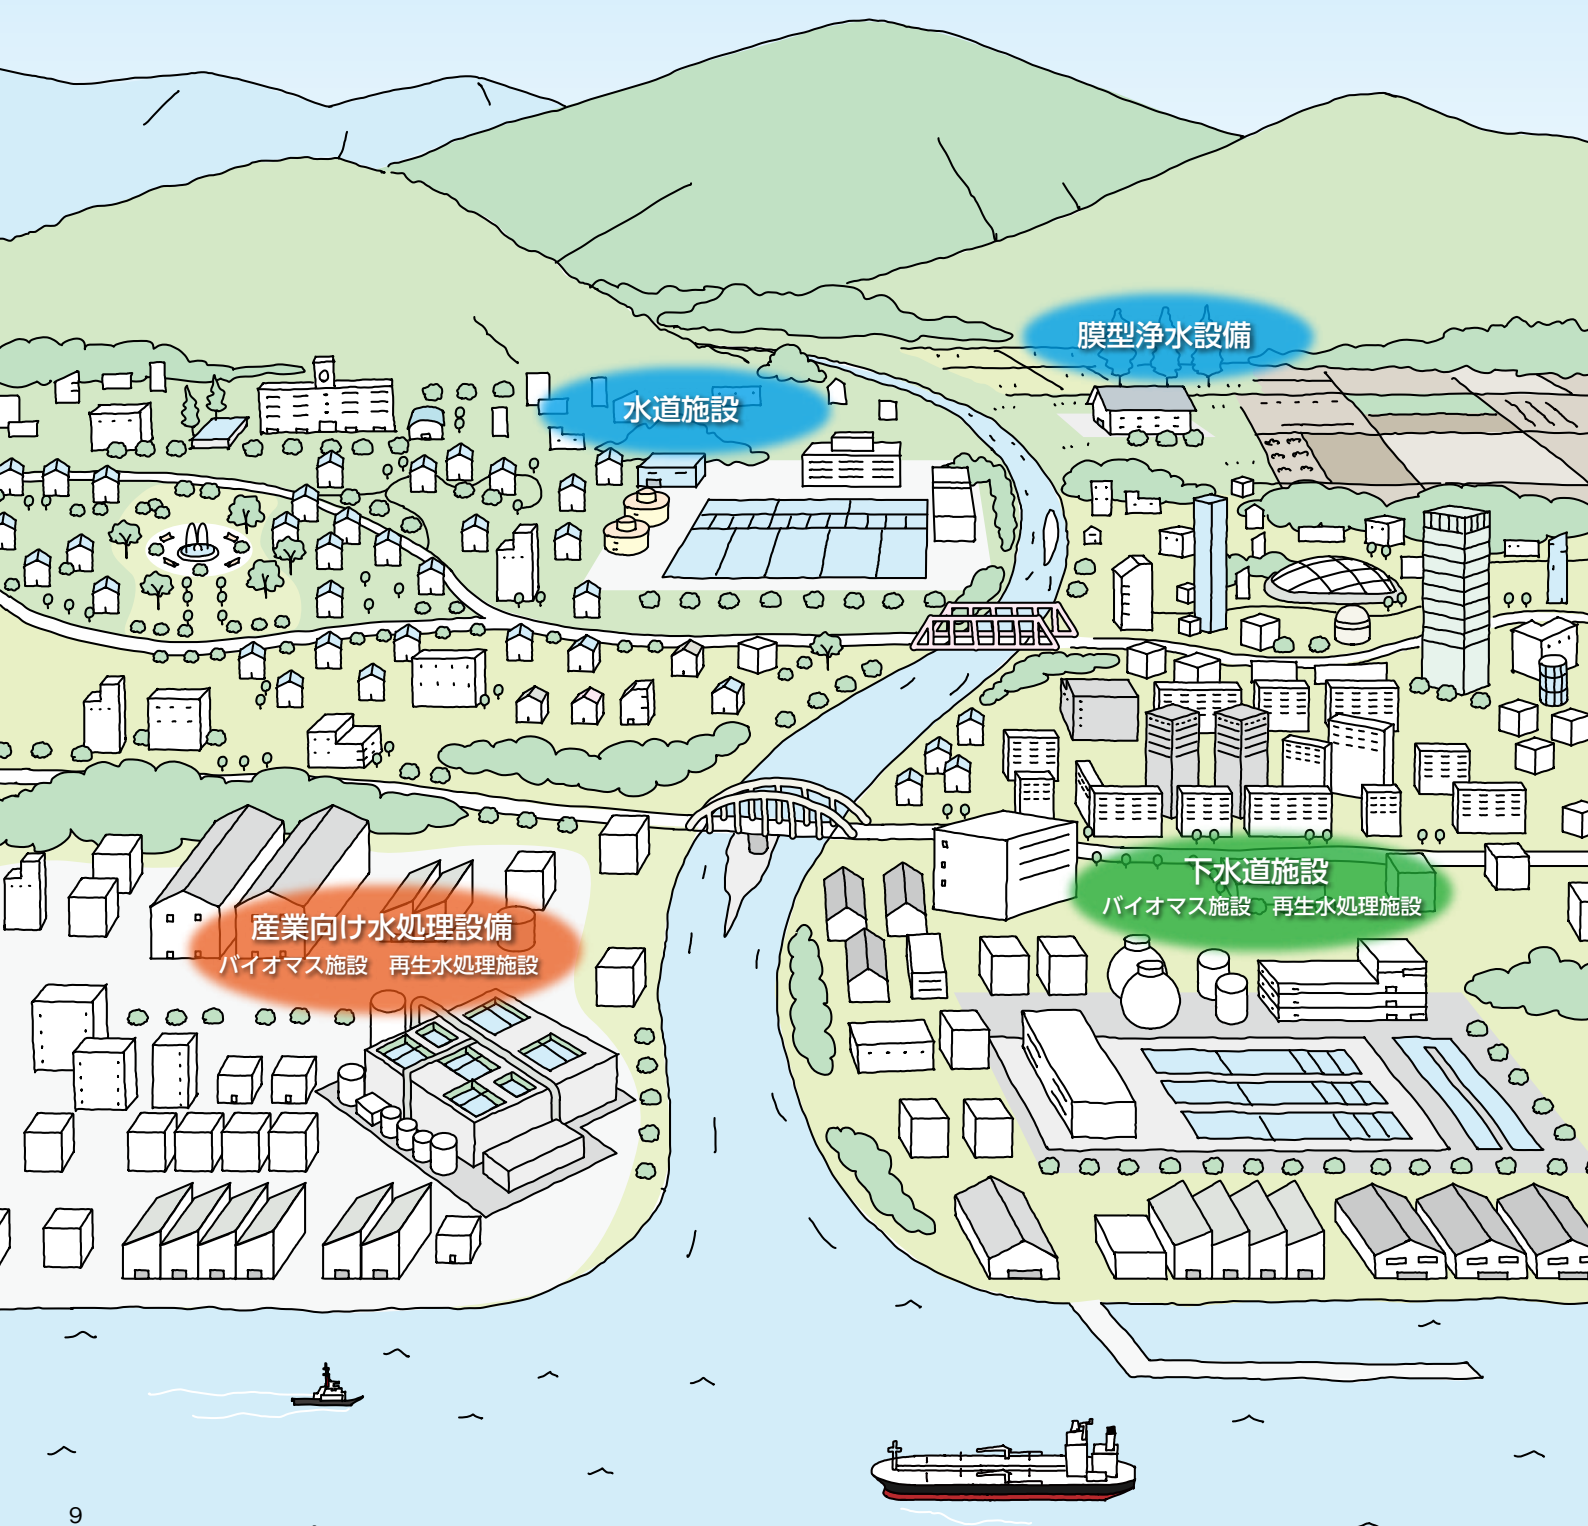 膜型浄水設備
水道施設
下水道施設
バイオマス施設　再生水処理施設
産業向け水処理設備
バイオマス施設　再生水処理施設
9